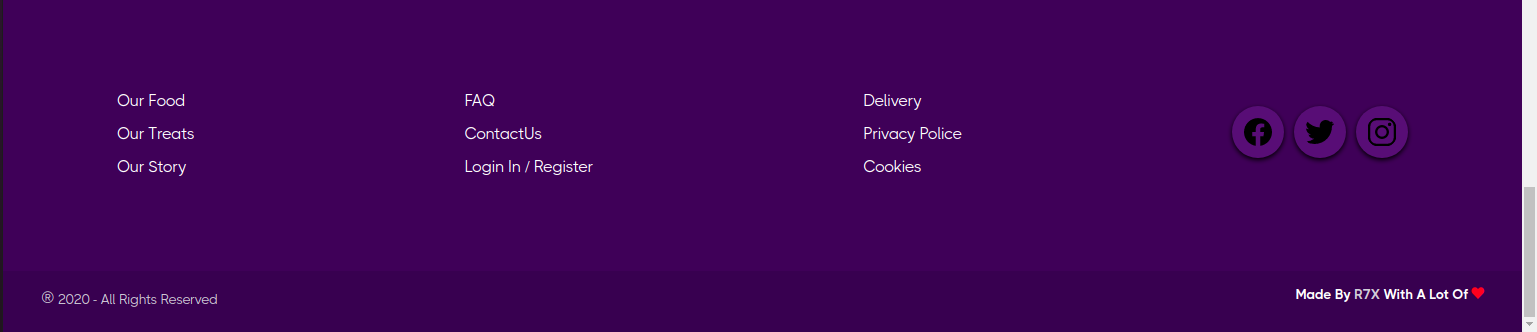 Our Food
Our Treats
Our Story
FAQ
ContactUs
Login In / Register
Delivery
Privacy Police
Cookies
® 2020 - All Rights Reserved
Made By R7X With A Lot Of ❤